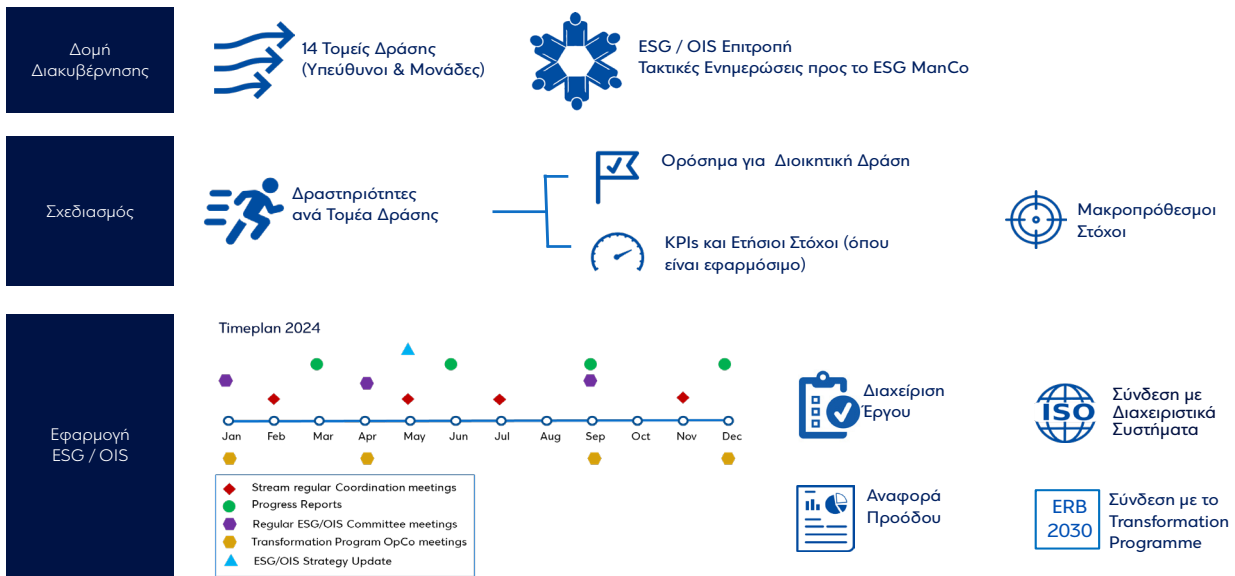 Δομή
Διακυβέρνησης
14 Τομείς Δράσης
(Υπεύθυνοι & Μονάδες)
ESG / OIS Επιτροπή
Τακτικές Ενημερώσεις προς το ESG ManCo
Σχεδιασμός
Δραστηριότητες
ανά Τομέα Δράσης
Ορόσημα για Διοικητική Δράση
KPIs και Ετήσιοι Στόχοι (όπου
είναι εφαρμόσιμο)
Μακροπρόθεσμοι
Στόχοι
Εφαρμογή
ESG / OIS
Timeplan 2024
Jan Feb Mar Apr May Jun Jul Aug Sep Oct Nov Dec
Stream regular Coordination meetings
Progress Reports
Regular ESG/OIS Committee meetings
Transformation Program OpCo meetings
ESG/OIS Strategy Update
Διαχείριση
Έργου
ISO
Σύνδεση με
Διαχειριστικά
Συστήματα
Αναφορά
Προόδου
ERB
2030
Σύνδεση με το
Transformation
Programme